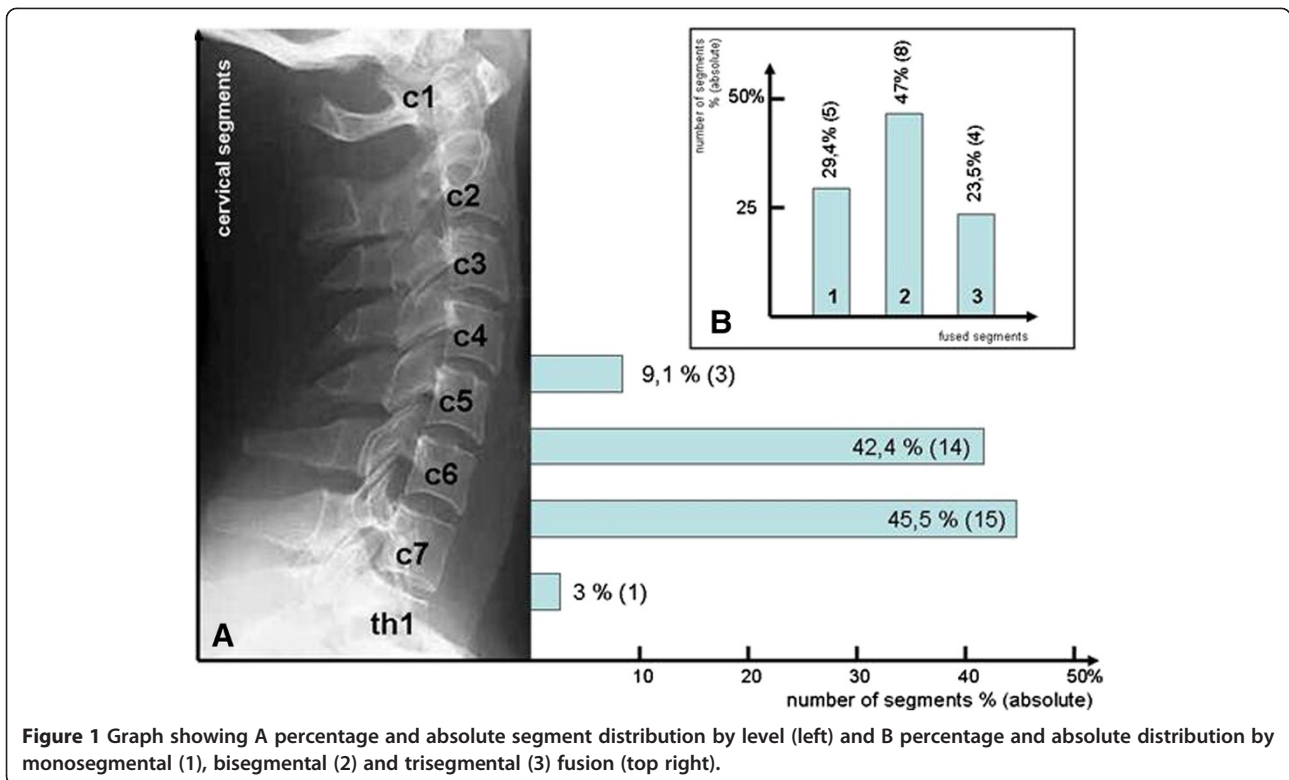 cervical segments
c1
c2
c3
c4
c5
c6
c7
th1
A
9,1 % (3)
42,4 % (14)
45,5 % (15)
3 % (1)
10 20 30 40 50%
number of segments % (absolute)
number of segments
% (absolute)
50%
25
29,4% (5)
47% (8)
23,5% (4)
1 2 3
B
fused segments
Figure 1 Graph showing A percentage and absolute segment distribution by level (left) and B percentage and absolute distribution by
monosegmental (1), bisegmental (2) and trisegmental (3) fusion (top right).